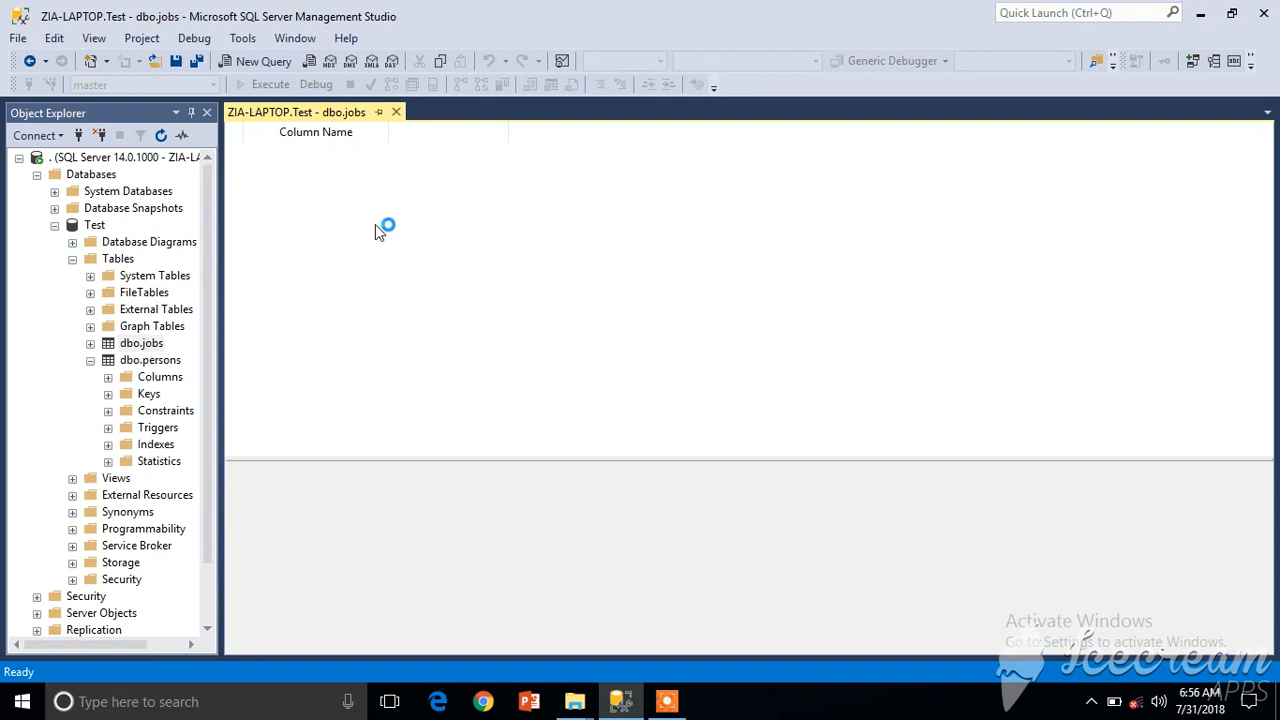 ZIA-LAPTOP.Test - dbo.jobs - Microsoft SQL Server Management Studio
Quick Launch (Ctrl+Q)
File Edit View Project Debug Tools Window Help
New Query
Generic Debugger
master
Execute Debug
Object Explorer
ZIA-LAPTOP.Test - dbo.jobs
Connect
Column Name
. (SQL Server 14.0.1000 - ZIA-LA
Databases
System Databases
Database Snapshots
Test
Database Diagrams
Tables
System Tables
FileTables
External Tables
Graph Tables
dbo.jobs
dbo.persons
Columns
Keys
Constraints
Triggers
Indexes
Statistics
Views
External Resources
Synonyms
Programmability
Service Broker
Storage
Security
Security
Server Objects
Replication
Activate Windows
Go to Settings to activate Windows.
Icecream
APPS
Ready
Type here to search
6:56 AM
7/31/2018